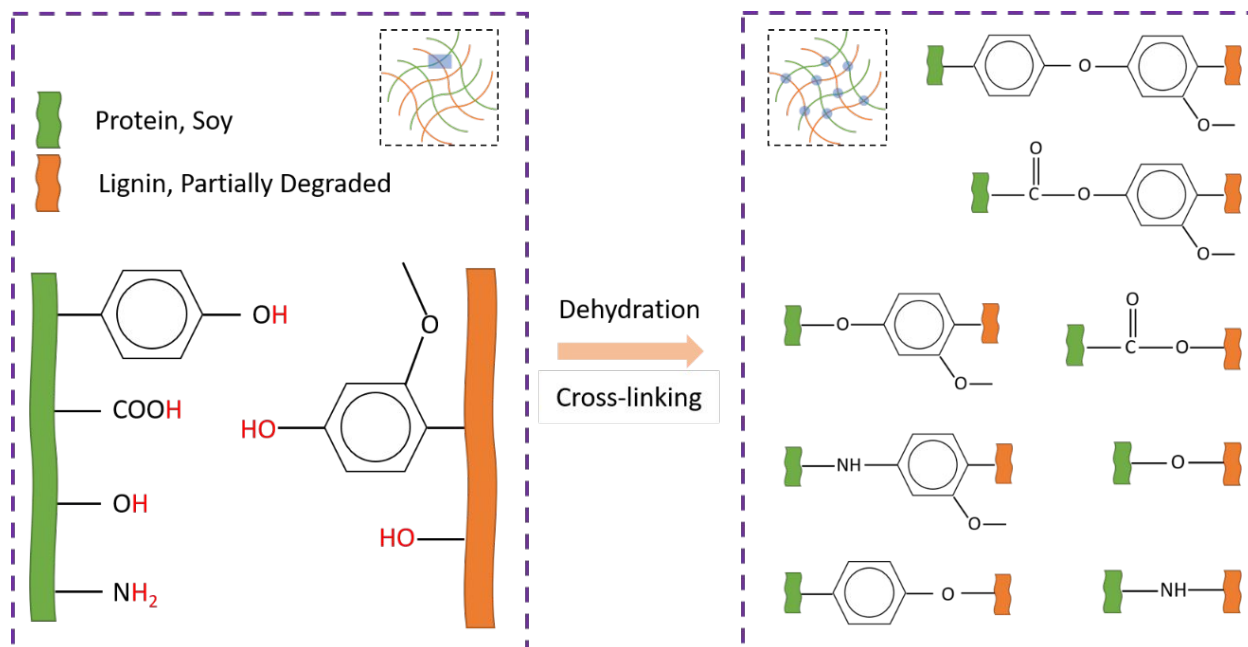 Protein, Soy
Lignin, Partially Degraded
OH
COOH
OH
NH₂
O
HO
HO
Dehydration
Cross-linking
O
O
O
C
O
O
O
O
O
C
O
NH
O
O
O
NH